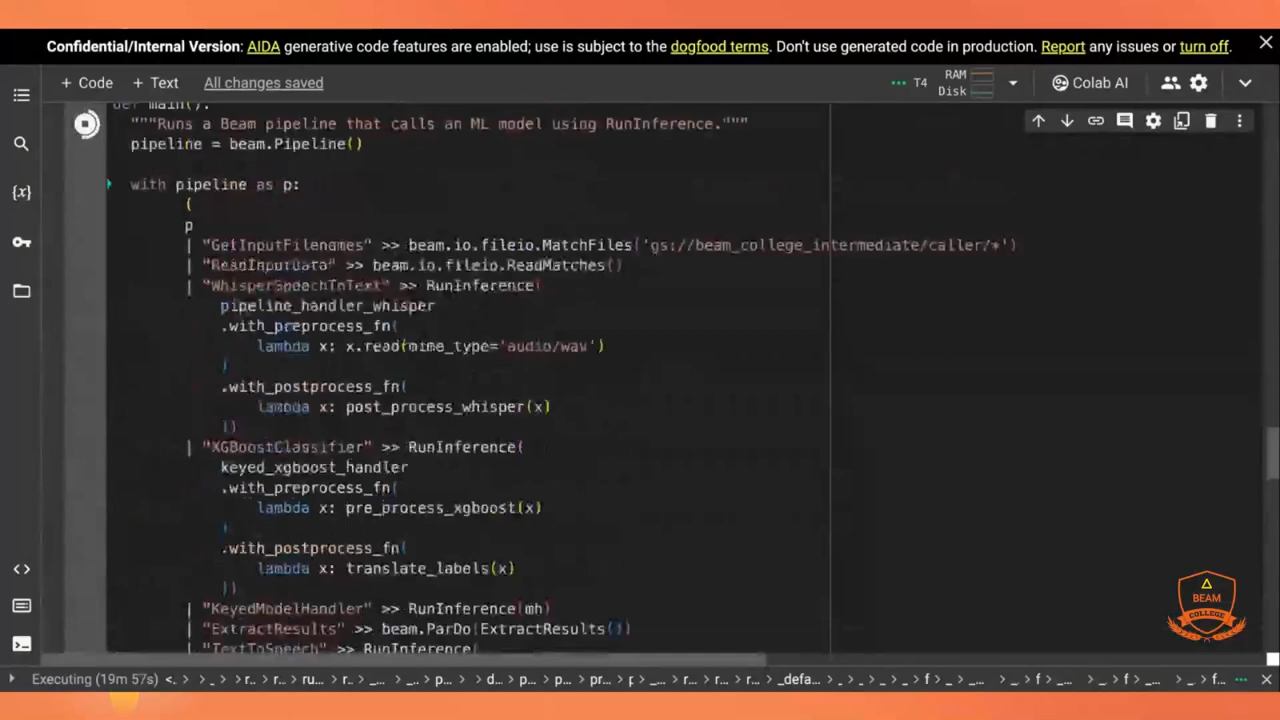 Confidential/Internal Version: AIDA generative code features are enabled; use is subject to the dogfood terms. Don't use generated code in production. Report any issues or turn off.
+ Code + Text All changes saved
T4 RAM Disk
Colab AI
def main():
"""Runs a Beam pipeline that calls an ML model using RunInference."""
pipeline = beam.Pipeline()
with pipeline as p:
(
p
| "GetInputFilenames" >> beam.io.fileio.MatchFiles('gs://beam_college_intermediate/caller/*')
| "ReadInputData" >> beam.io.fileio.ReadMatches()
| "WhisperSpeechToText" >> RunInference(
pipeline_handler_whisper
.with_preprocess_fn(
lambda x: x.read(mime_type='audio/wav')
)
.with_postprocess_fn(
lambda x: post_process_whisper(x)
))
| "XGBoostClassifier" >> RunInference(
keyed_xgboost_handler
.with_preprocess_fn(
lambda x: pre_process_xgboost(x)
)
.with_postprocess_fn(
lambda x: translate_labels(x)
))
| "KeyedModelHandler" >> RunInference(mh)
| "ExtractResults" >> beam.ParDo(ExtractResults())
| "TextToSpeech" >> RunInference(
BEAM
COLLEGE
Executing (19m 57s) <. > _. > r... > r... > ru... > r. > _... > _... > p... > d... > p... > p... > pr... > p > _... > r... > r... > r... > _defa... > _. > _. > _. > _. > f > _... > _. > f > _... > _. > f > _... > _. > f...